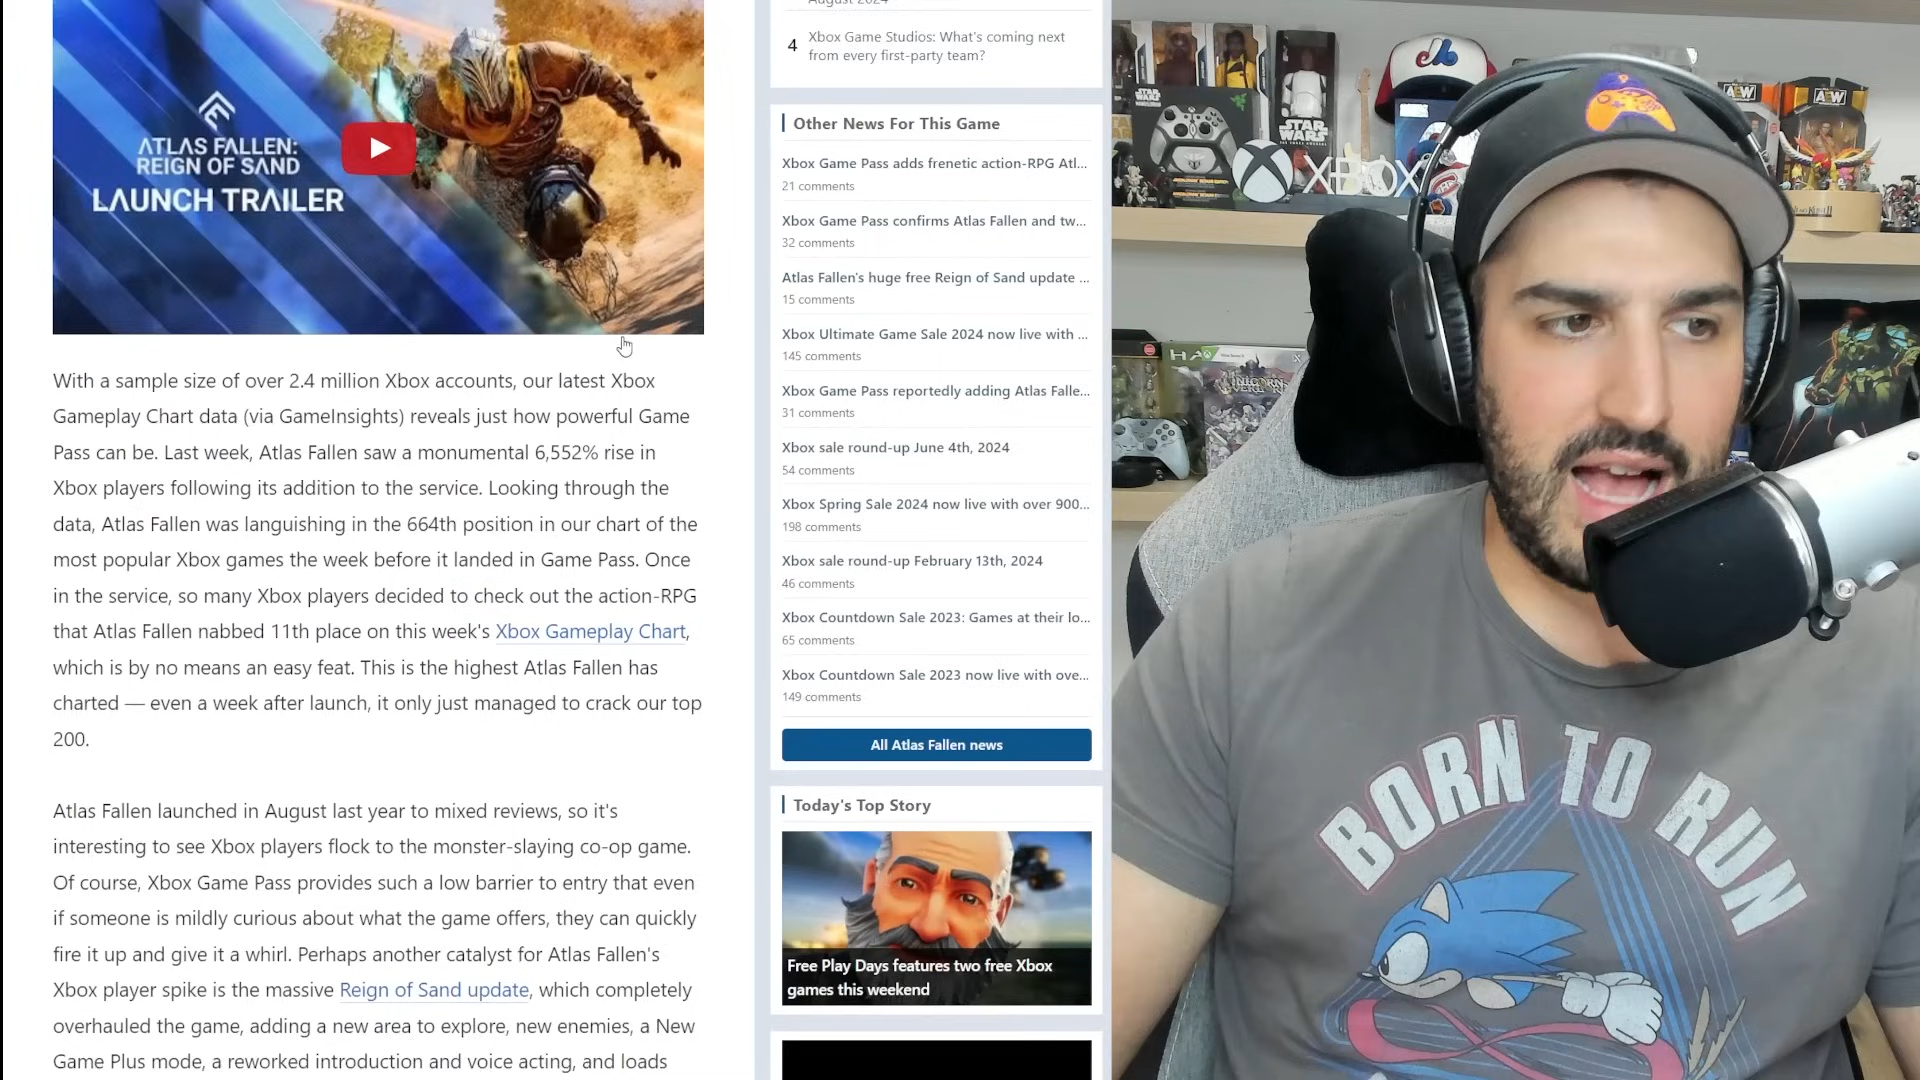 ATLAS FALLEN:
REIGN OF SAND
LAUNCH TRAILER
With a sample size of over 2.4 million Xbox accounts, our latest Xbox
Gameplay Chart data (via GameInsights) reveals just how powerful Game
Pass can be. Last week, Atlas Fallen saw a monumental 6,552% rise in
Xbox players following its addition to the service. Looking through the
data, Atlas Fallen was languishing in the 664th position in our chart of the
most popular Xbox games the week before it landed in Game Pass. Once
in the service, so many Xbox players decided to check out the action-RPG
that Atlas Fallen nabbed 11th place on this week's Xbox Gameplay Chart,
which is by no means an easy feat. This is the highest Atlas Fallen has
charted — even a week after launch, it only just managed to crack our top
200.
Atlas Fallen launched in August last year to mixed reviews, so it's
interesting to see Xbox players flock to the monster-slaying co-op game.
Of course, Xbox Game Pass provides such a low barrier to entry that even
if someone is mildly curious about what the game offers, they can quickly
fire it up and give it a whirl. Perhaps another catalyst for Atlas Fallen's
Xbox player spike is the massive Reign of Sand update, which completely
overhauled the game, adding a new area to explore, new enemies, a New
Game Plus mode, a reworked introduction and voice acting, and loads
August 2024
4
Xbox Game Studios: What's coming next
from every first-party team?
Other News For This Game
Xbox Game Pass adds frenetic action-RPG Atl...
21 comments
Xbox Game Pass confirms Atlas Fallen and tw...
32 comments
Atlas Fallen's huge free Reign of Sand update ...
15 comments
Xbox Ultimate Game Sale 2024 now live with ...
145 comments
Xbox Game Pass reportedly adding Atlas Falle...
31 comments
Xbox sale round-up June 4th, 2024
54 comments
Xbox Spring Sale 2024 now live with over 900...
198 comments
Xbox sale round-up February 13th, 2024
46 comments
Xbox Countdown Sale 2023: Games at their lo...
65 comments
Xbox Countdown Sale 2023 now live with ove...
149 comments
All Atlas Fallen news
Today's Top Story
Free Play Days features two free Xbox
games this weekend
STAR
WARS
STAR
WARS
XBOX
AEW
AEW
UNICORN
BORN TO RUN